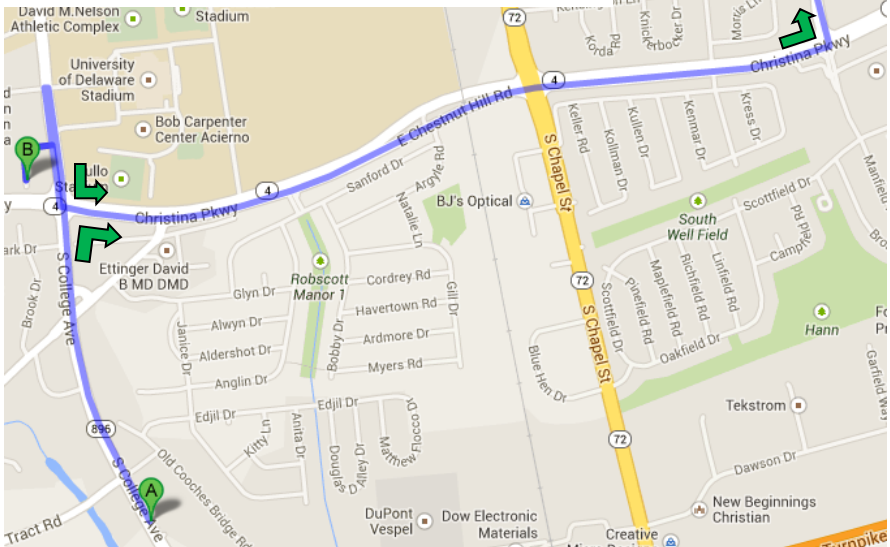 David M.Nelson
Athletic Complex
Stadium
72
Korda Rd
Knickerbocker Dr
Morris Ln
University
of Delaware
Stadium
4
Christina Pkwy
Bob Carpenter
Center Acierno
E Chestnut Hill Rd
Keller Rd
Kollman Dr
Kullen Dr
Kenmar Dr
Kress Dr
B
Sanford Dr
Argyle Rd
S Chapel St
4
4
Christina Pkwy
Natalie Ln
BJ's Optical
South
Well Field
Scottfield Dr
Campfield Rd
ark Dr
S College Ave
Ettinger David
B MD DMD
Robscott
Manor 1
Cordrey Rd
Gill Dr
Glyn Dr
Havertown Rd
72
Scottfield Dr
Pinefield Rd
Maplefield Rd
Richfield Rd
Linfield Rd
Brook Dr
Janice Dr
Alwyn Dr
Bobby Dr
Ardmore Dr
S Chapel St
Hann
Aldershot Dr
Myers Rd
Blue Hen Dr
Oakfield Dr
Garfield Way
Anglin Dr
Edjil Dr
Edjil Dr
Kitty Ln
Anita Dr
Douglas D Alley Dr
Matthew Flocco Dr
Tekstrom
896
72
S College Ave
Old Cooches Bridge Rd
Dawson Dr
A
Tract Rd
DuPont
Vespel
Dow Electronic
Materials
New Beginnings
Christian
Creative
Turnpike